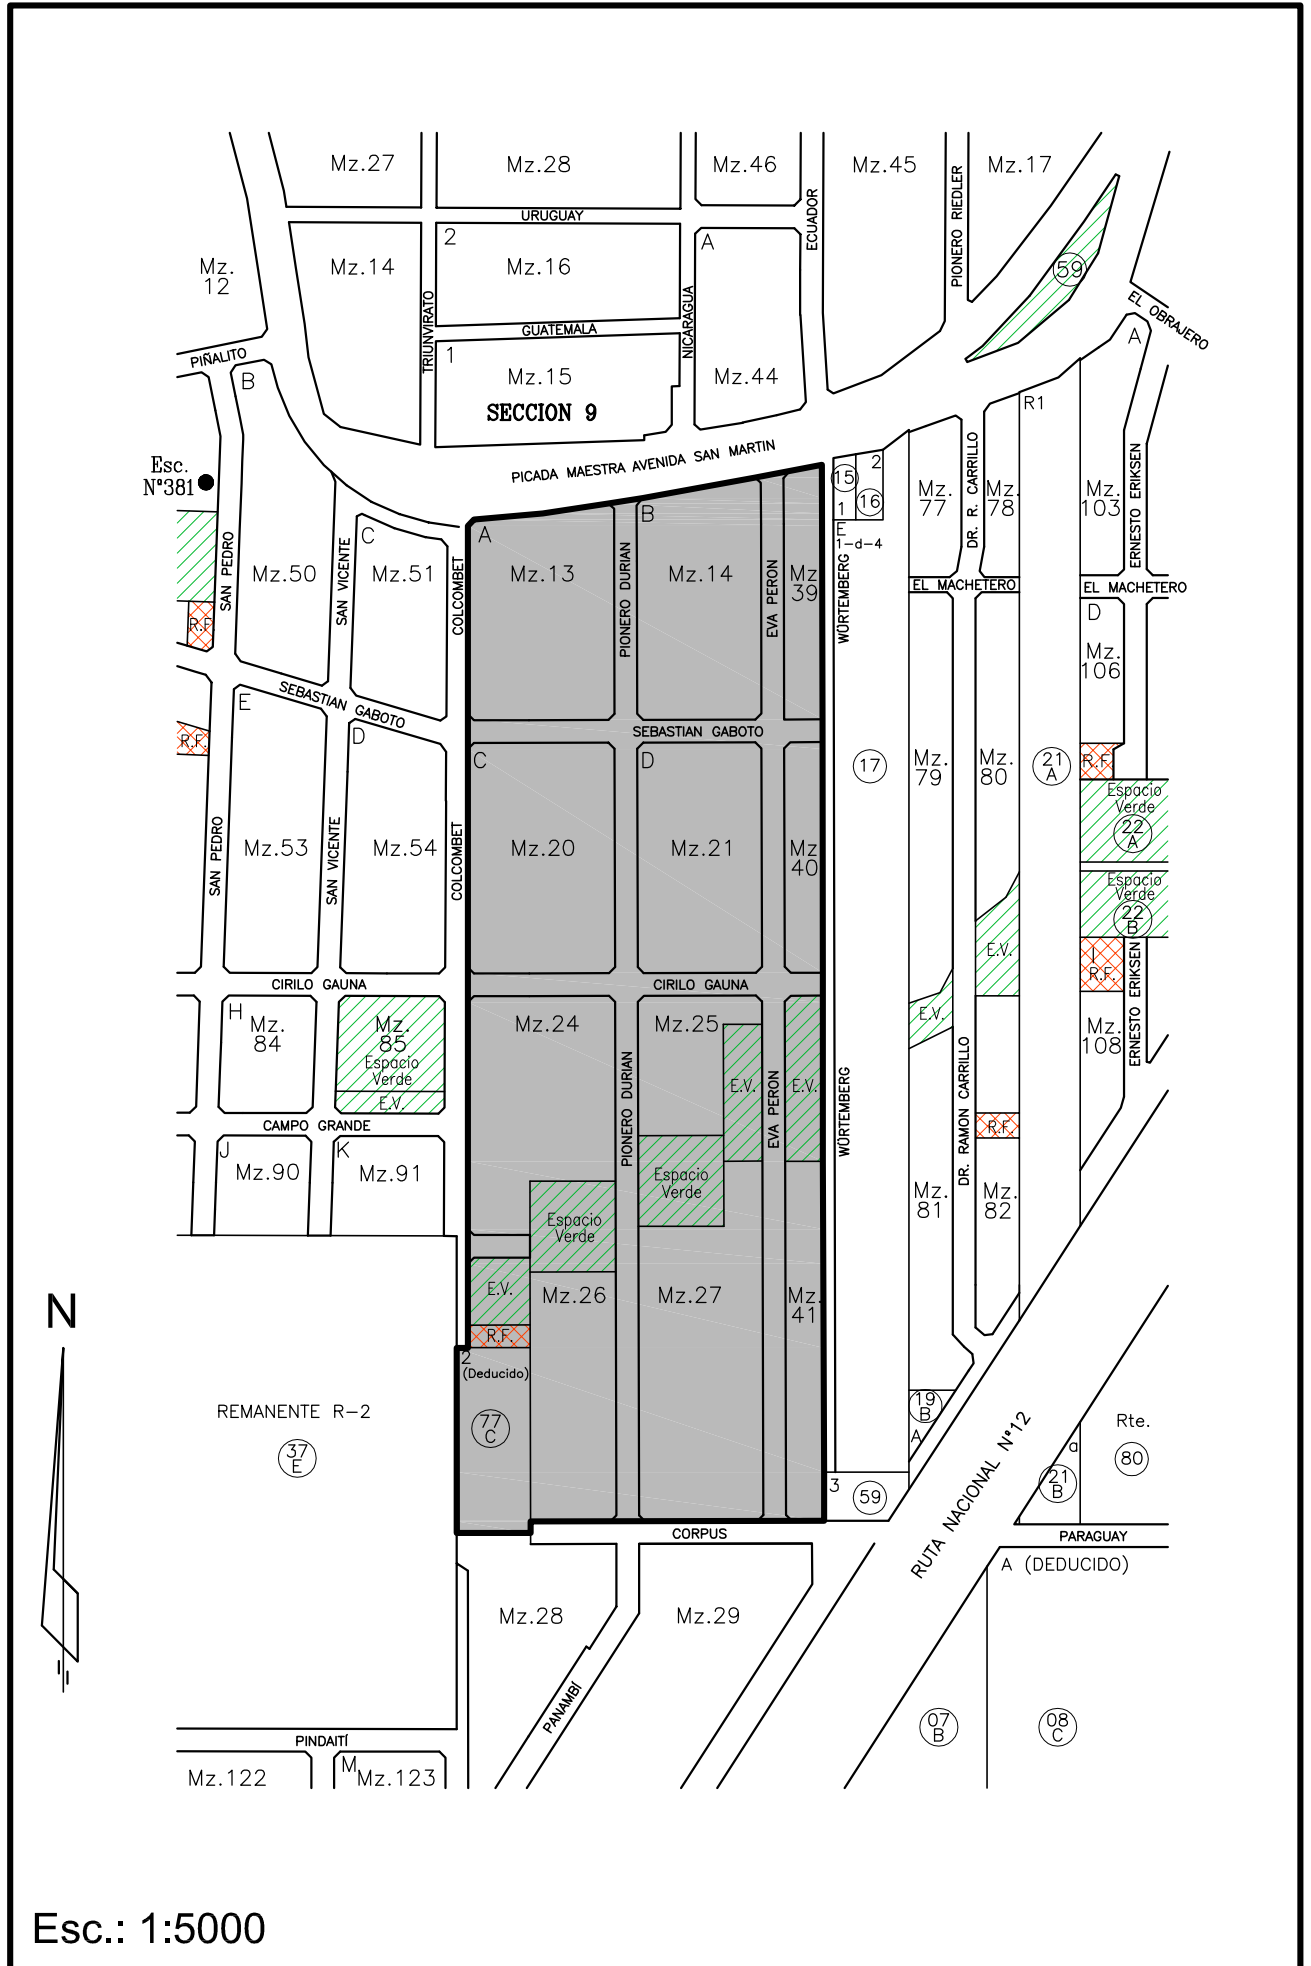 Mz.27
Mz.28
Mz.46
Mz.45
Mz.17
PIONERO RIEDLER
ECUADOR
URUGUAY
2
A
Mz.
12
Mz.14
Mz.16
59
TRIUNVIRATO
NICARAGUA
GUATEMALA
EL OBRAJERO
A
PIÑALITO
B
1
Mz.15
Mz.44
SECCION 9
R1
PICADA MAESTRA AVENIDA SAN MARTIN
Esc.
N°381
15
2
1
16
E
1-d-4
Mz.
77
DR. R. CARRILLO
Mz.
78
Mz.
103
ERNESTO ERIKSEN
SAN PEDRO
Mz.50
SAN VICENTE
C
Mz.51
COLCOMBET
A
Mz.13
PIONERO DURIAN
B
Mz.14
EVA PERON
Mz
39
WÜRTEMBERG
EL MACHETERO
EL MACHETERO
R.F
D
Mz.
106
SEBASTIAN GABOTO
E
D
SEBASTIAN GABOTO
R.F.
C
D
17
Mz.
79
Mz.
80
21
A
R.F
Espacio
Verde
22
A
SAN PEDRO
Mz.53
SAN VICENTE
Mz.54
COLCOMBET
Mz.20
Mz.21
Mz
40
Espacio
Verde
22
B
E.V.
I
R.F.
CIRILO GAUNA
CIRILO GAUNA
H
Mz.
84
Mz.
85
Espacio
Verde
E.V.
Mz.24
Mz.25
E.V.
E.V.
E.V.
Mz.
108
ERNESTO ERIKSEN
PIONERO DURIAN
EVA PERON
WÜRTEMBERG
DR. RAMON CARRILLO
R.F.
CAMPO GRANDE
J
Mz.90
K
Mz.91
Espacio
Verde
Mz.
81
Mz.
82
Espacio
Verde
E.V.
Mz.26
Mz.27
Mz.
41
N
R.F.
2
(Deducido)
REMANENTE R-2
37
E
77
C
19
B
A
RUTA NACIONAL N°12
Rte.
80
a
21
B
3
59
CORPUS
PARAGUAY
A (DEDUCIDO)
Mz.28
Mz.29
PANAMBÍ
07
B
08
C
PINDAITÍ
Mz.122
M
Mz.123
Esc.: 1:5000